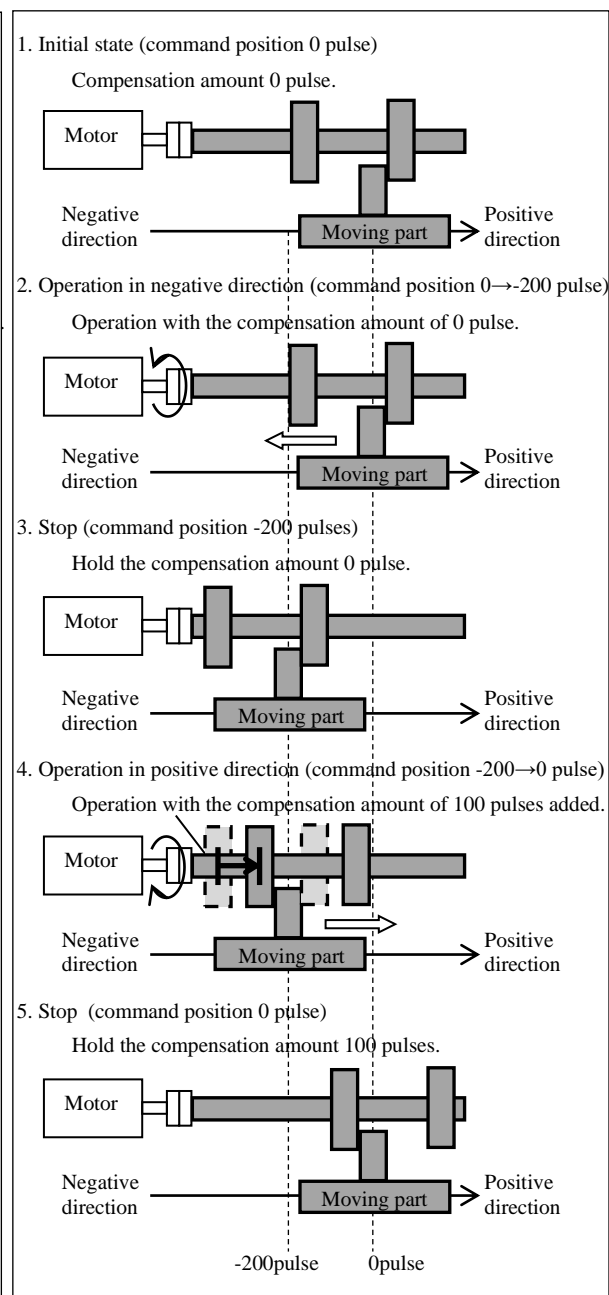 1. Initial state (command position 0 pulse)
Compensation amount 0 pulse.
Motor
Negative direction
Moving part
Positive direction
2. Operation in negative direction (command position 0→-200 pulse)
Operation with the compensation amount of 0 pulse.
Motor
Negative direction
Moving part
Positive direction
3. Stop (command position -200 pulses)
Hold the compensation amount 0 pulse.
Motor
Negative direction
Moving part
Positive direction
4. Operation in positive direction (command position -200→0 pulse)
Operation with the compensation amount of 100 pulses added.
Motor
Negative direction
Moving part
Positive direction
5. Stop (command position 0 pulse)
Hold the compensation amount 100 pulses.
Motor
Negative direction
Moving part
Positive direction
-200pulse
0pulse